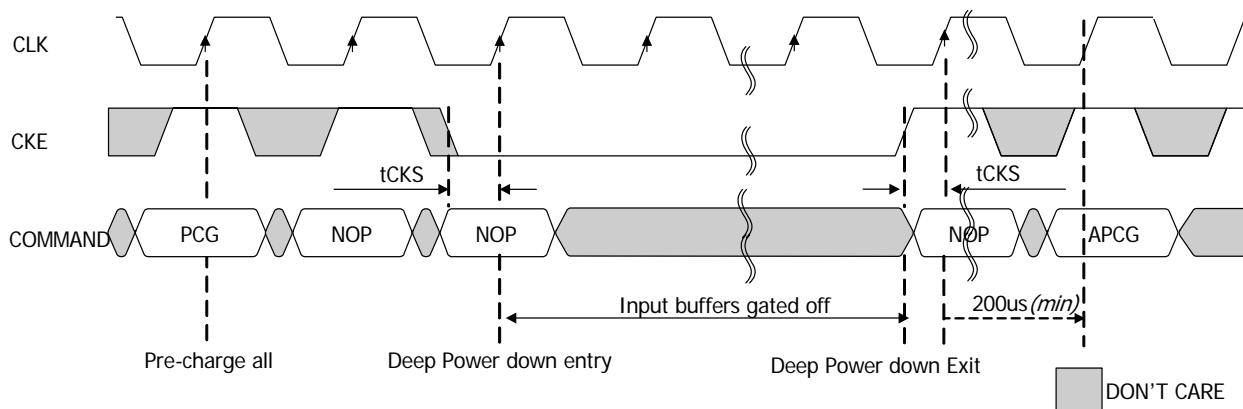 CLK
CKE
tCKS
tCKS
COMMAND
PCG
NOP
NOP
NOP
APCG
Input buffers gated off
200us(min)
Pre-charge all
Deep Power down entry
Deep Power down Exit
DON'T CARE